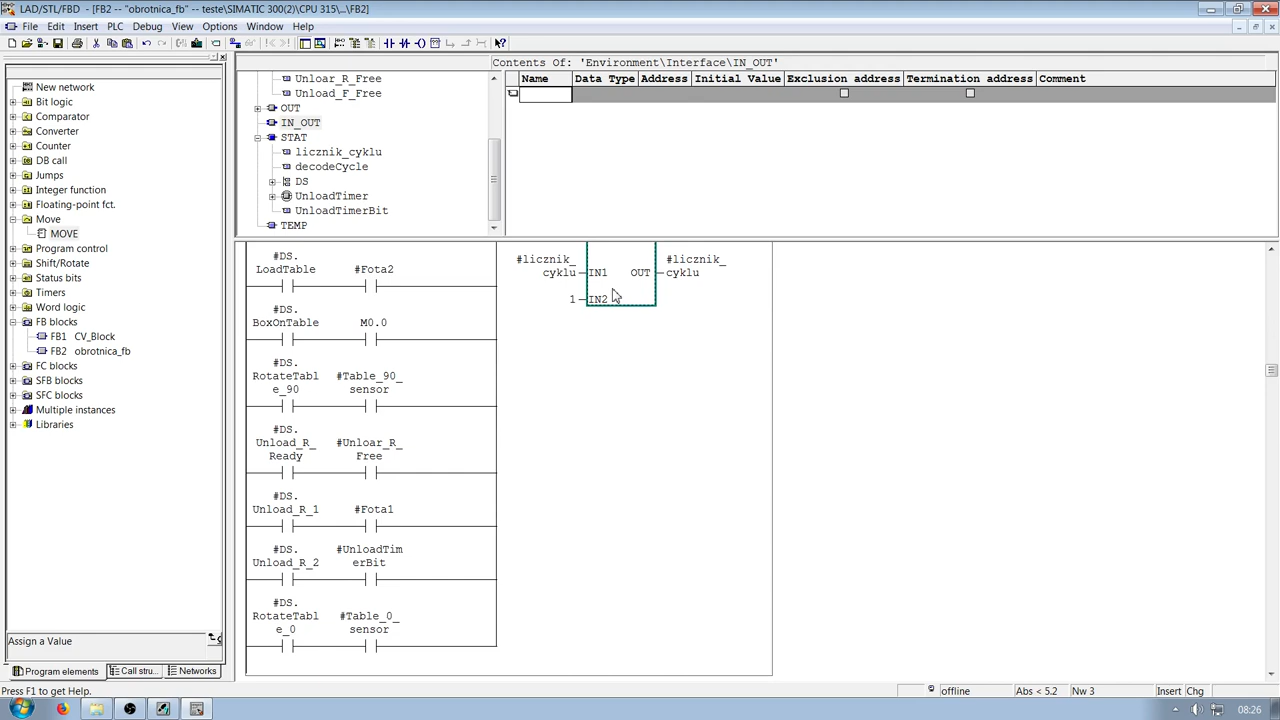 LAD/STL/FBD - [FB2 -- "obrotnica_fb" -- teste\SIMATIC 300(2)\CPU 315\...\FB2]
File Edit Insert PLC Debug View Options Window Help
Contents Of: 'Environment\Interface\IN_OUT'
Name Data Type Address Initial Value Exclusion address Termination address Comment
Unloar_R_Free
Unload_F_Free
OUT
IN_OUT
STAT
licznik_cyklu
decodeCycle
DS
UnloadTimer
UnloadTimerBit
TEMP
New network
Bit logic
Comparator
Converter
Counter
DB call
Jumps
Integer function
Floating-point fct.
Move
MOVE
Program control
Shift/Rotate
Status bits
Timers
Word logic
FB blocks
FB1 CV_Block
FB2 obrotnica_fb
FC blocks
SFB blocks
SFC blocks
Multiple instances
Libraries
Assign a Value
Program elements Call stru... Networks
#DS.
LoadTable #Fota2
#DS.
BoxOnTable M0.0
#DS.
RotateTabl #Table_90_
e_90 sensor
#DS.
Unload_R_ #Unloar_R_
Ready Free
#DS.
Unload_R_1 #Fota1
#DS. #UnloadTim
Unload_R_2 erBit
#DS.
RotateTabl #Table_0_
e_0 sensor
#licznik_ #licznik_
cyklu IN1 OUT cyklu
1 IN2
Press F1 to get Help.
offline Abs < 5.2 Nw 3 Insert Chg
08:26